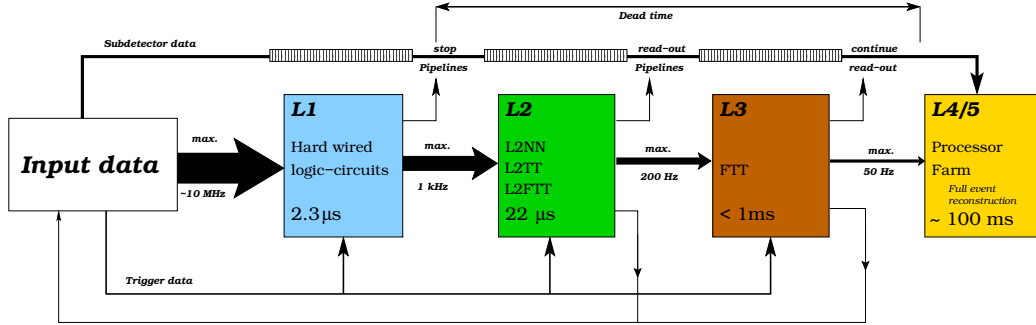 Dead time
Subdetector data
stop
Pipelines
read-out
Pipelines
continue
read-out
Input data
max.
~10 MHz
L1
Hard wired
logic-circuits
2.3µs
max.
1 kHz
L2
L2NN
L2TT
L2FTT
22 µs
max.
200 Hz
L3
FTT
< 1ms
max.
50 Hz
L4/5
Processor
Farm
Full event
reconstruction
~ 100 ms
Trigger data